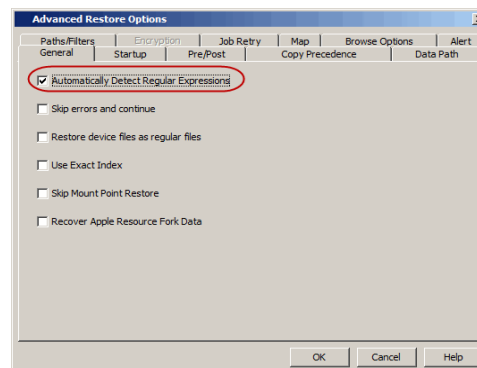 Advanced Restore Options
Paths/Filters Encryption Job Retry Map Browse Options Alert
General Startup Pre/Post Copy Precedence Data Path
Automatically Detect Regular Expressions
Skip errors and continue
Restore device files as regular files
Use Exact Index
Skip Mount Point Restore
Recover Apple Resource Fork Data
OK Cancel Help